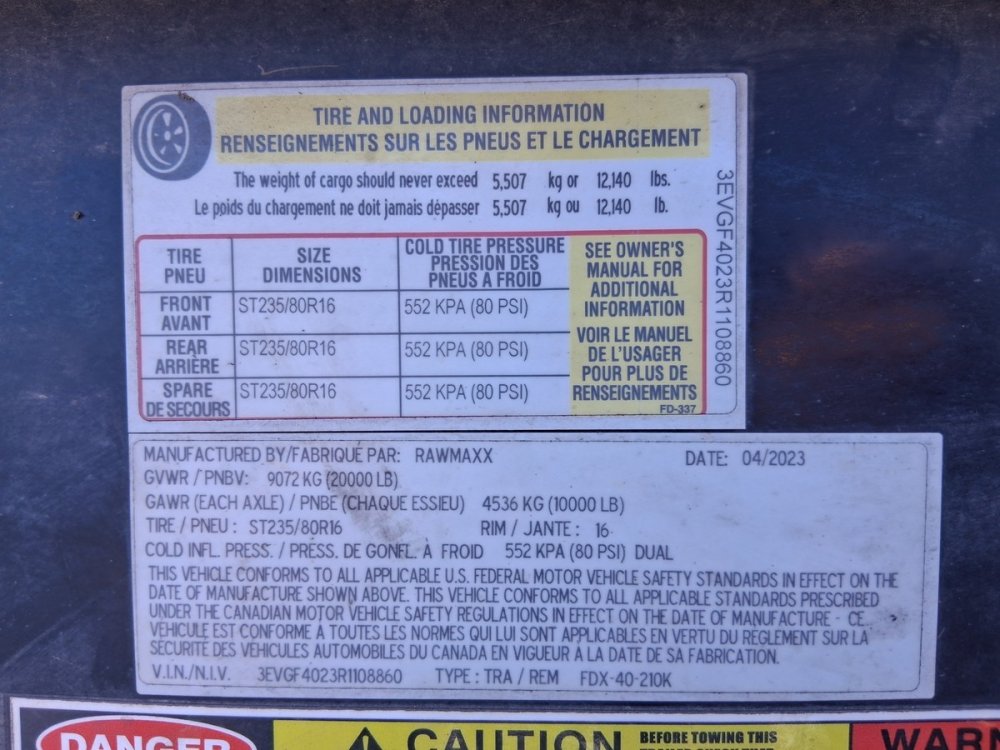 TIRE AND LOADING INFORMATION
RENSEIGNEMENTS SUR LES PNEUS ET LE CHARGEMENT
The weight of cargo should never exceed 5,507 kg or 12,140 lbs.
Le poids du chargement ne doit jamais dépasser 5,507 kg ou 12,140 lb.
TIRE PNEU
SIZE DIMENSIONS
COLD TIRE PRESSURE PRESSION DES PNEUS A FROID
FRONT AVANT ST235/80R16 552 KPA (80 PSI)
REAR ARRIÈRE ST235/80R16 552 KPA (80 PSI)
SPARE DE SECOURS ST235/80R16 552 KPA (80 PSI)
SEE OWNER'S
MANUAL FOR
ADDITIONAL
INFORMATION
VOIR LE MANUEL
DE L'USAGER
POUR PLUS DE
RENSEIGNEMENTS
FD-337
3EVGF4023R1108860
MANUFACTURED BY/FABRIQUE PAR: RAWMAXX DATE: 04/2023
GVWR / PNBV: 9072 KG (20000 LB)
GAWR (EACH AXLE) / PNBE (CHAQUE ESSIEU) 4536 KG (10000 LB)
TIRE / PNEU : ST235/80R16 RIM / JANTE : 16
COLD INFL. PRESS. / PRESS. DE GONFL. À FROID 552 KPA (80 PSI) DUAL
THIS VEHICLE CONFORMS TO ALL APPLICABLE U.S. FEDERAL MOTOR VEHICLE SAFETY STANDARDS IN EFFECT ON THE
DATE OF MANUFACTURE SHOWN ABOVE. THIS VEHICLE CONFORMS TO ALL APPLICABLE STANDARDS PRESCRIBED
UNDER THE CANADIAN MOTOR VEHICLE SAFETY REGULATIONS IN EFFECT ON THE DATE OF MANUFACTURE - CE
VÉHICULE EST CONFORME À TOUTES LES NORMES QUI LUI SONT APPLICABLES EN VERTU DU RÈGLEMENT SUR LA
SÉCURITÉ DES VÉHICULES AUTOMOBILES DU CANADA EN VIGUEUR À LA DATE DE SA FABRICATION.
V.I.N./N.I.V. 3EVGF4023R1108860 TYPE : TRA / REM FDX-40-210K
DANGER
CAUTION
BEFORE TOWING THIS